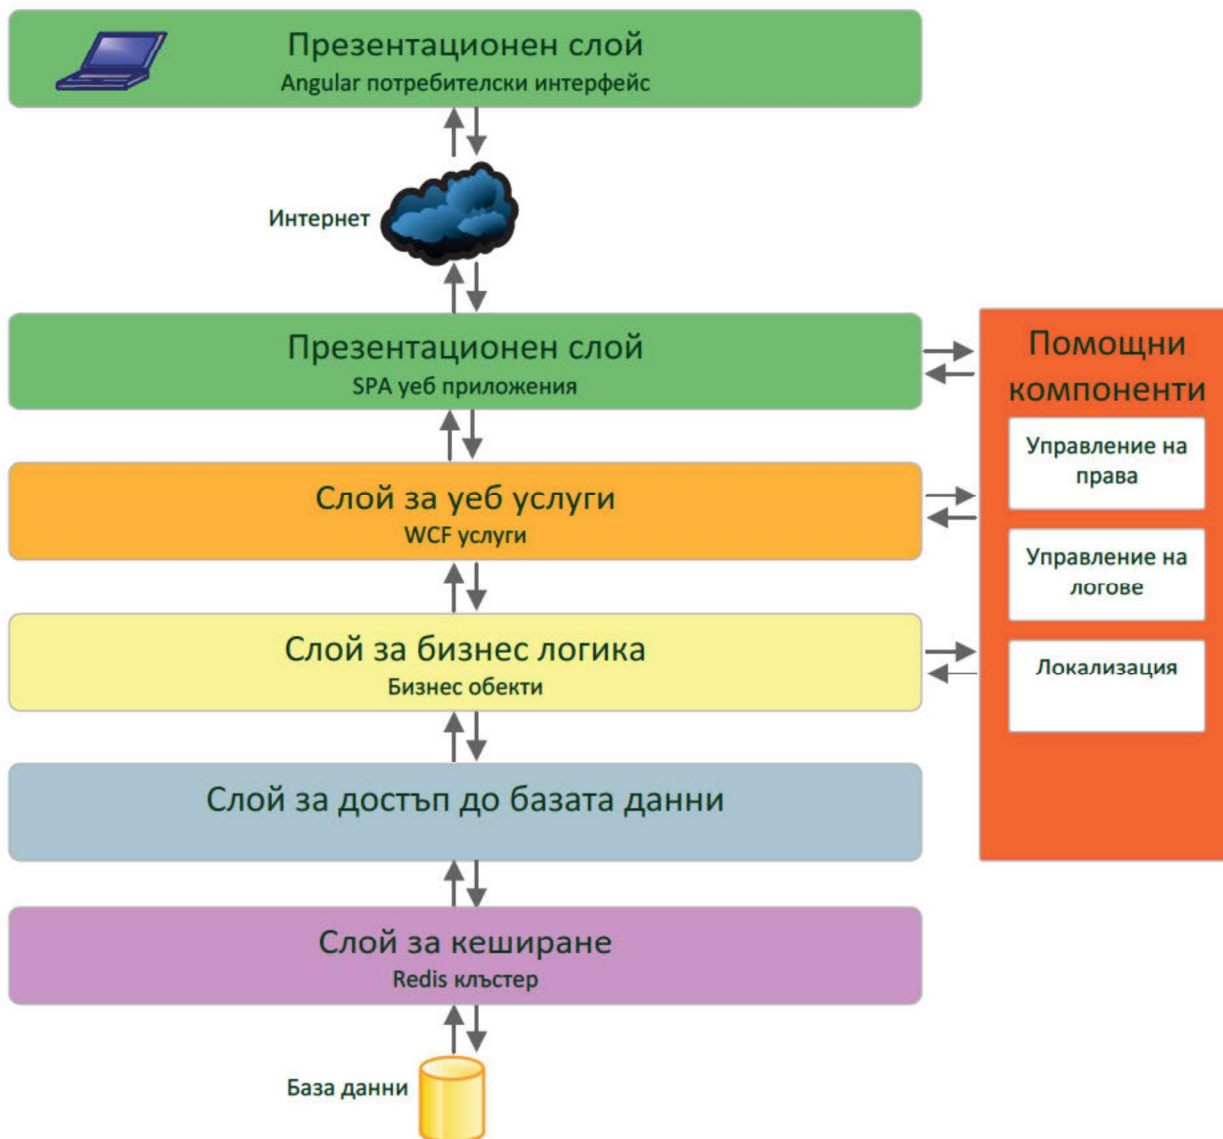 Презентационен слой
Angular потребителски интерфейс
Интернет
Презентационен слой
SPA уеб приложения
Слой за уеб услуги
WCF услуги
Слой за бизнес логика
Бизнес обекти
Слой за достъп до базата данни
Слой за кеширане
Redis клъстер
База данни
Помощни
компоненти
Управление на
права
Управление на
логове
Локализация